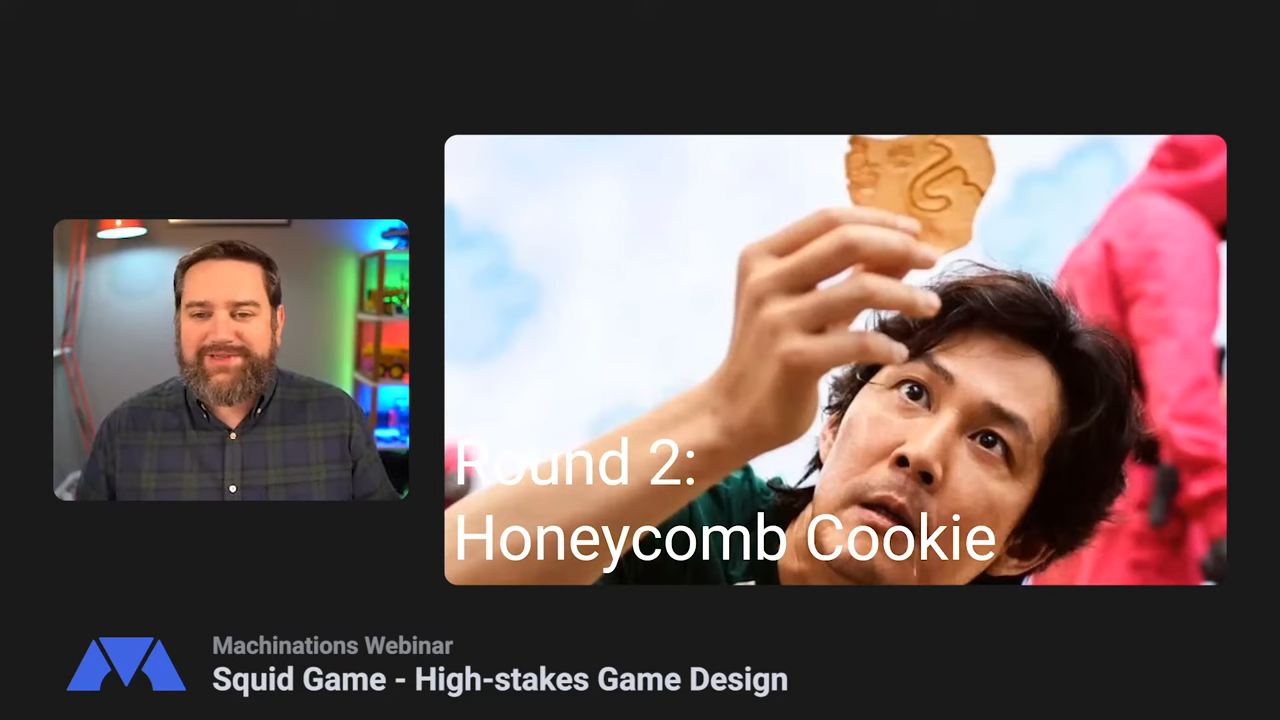 Round 2:
Honeycomb Cookie
Machinations Webinar
Squid Game - High-stakes Game Design